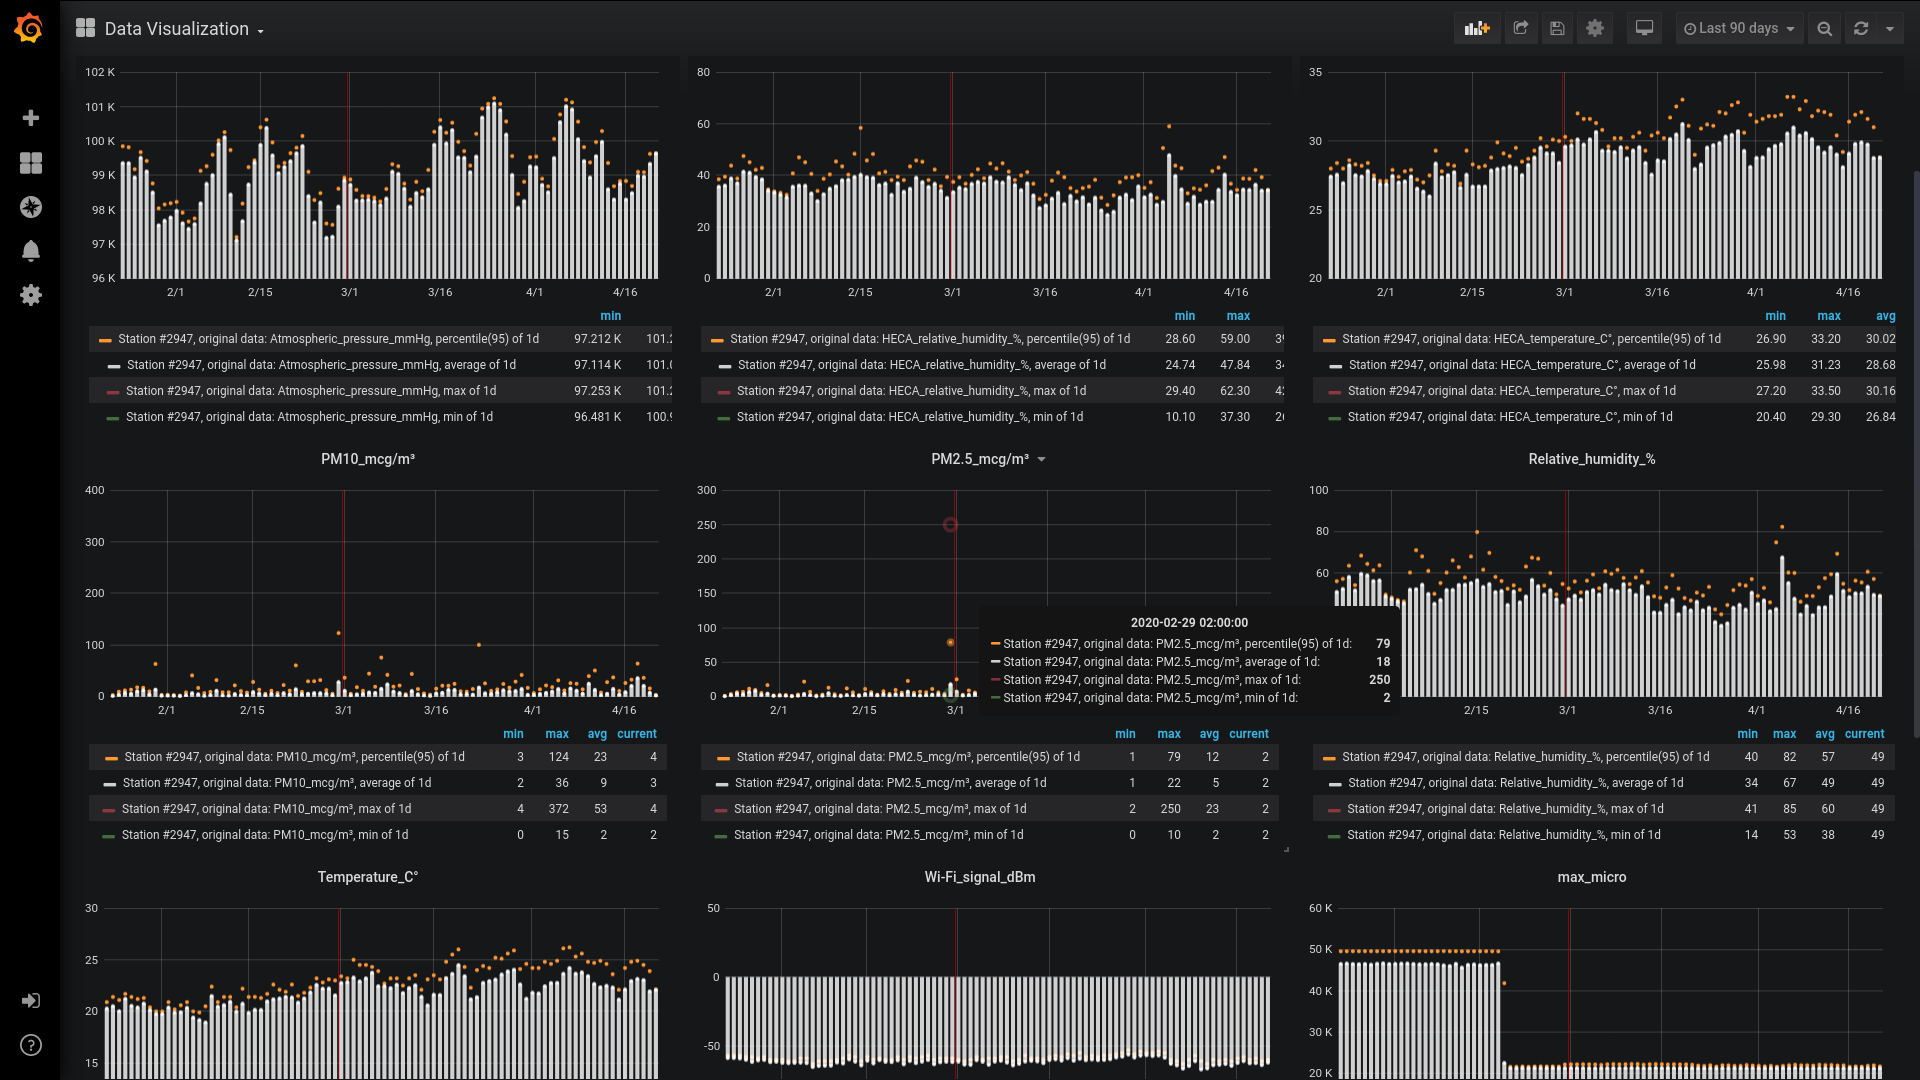 Data Visualization
Last 90 days
102 K
101 K
100 K
99 K
98 K
97 K
96 K
2/1 2/15 3/1 3/16 4/1 4/16
min
Station #2947, original data: Atmospheric_pressure_mmHg, percentile(95) of 1d 97.212 K 101.2
Station #2947, original data: Atmospheric_pressure_mmHg, average of 1d 97.114 K 101.0
Station #2947, original data: Atmospheric_pressure_mmHg, max of 1d 97.253 K 101.2
Station #2947, original data: Atmospheric_pressure_mmHg, min of 1d 96.481 K 100.9
80
60
40
20
0
2/1 2/15 3/1 3/16 4/1 4/16
min max
Station #2947, original data: HECA_relative_humidity_%, percentile(95) of 1d 28.60 59.00
Station #2947, original data: HECA_relative_humidity_%, average of 1d 24.74 47.84
Station #2947, original data: HECA_relative_humidity_%, max of 1d 29.40 62.30
Station #2947, original data: HECA_relative_humidity_%, min of 1d 10.10 37.30
35
30
25
20
2/1 2/15 3/1 3/16 4/1 4/16
min max avg
Station #2947, original data: HECA_temperature_C°, percentile(95) of 1d 26.90 33.20 30.02
Station #2947, original data: HECA_temperature_C°, average of 1d 25.98 31.23 28.68
Station #2947, original data: HECA_temperature_C°, max of 1d 27.20 33.50 30.16
Station #2947, original data: HECA_temperature_C°, min of 1d 20.40 29.30 26.84
PM10_mcg/m³
400
300
200
100
0
2/1 2/15 3/1 3/16 4/1 4/16
min max avg current
Station #2947, original data: PM10_mcg/m³, percentile(95) of 1d 3 124 23 4
Station #2947, original data: PM10_mcg/m³, average of 1d 2 36 9 3
Station #2947, original data: PM10_mcg/m³, max of 1d 4 372 53 4
Station #2947, original data: PM10_mcg/m³, min of 1d 0 15 2 2
PM2.5_mcg/m³
300
250
200
150
100
50
0
2/1 2/15 3/1
2020-02-29 02:00:00
Station #2947, original data: PM2.5_mcg/m³, percentile(95) of 1d: 79
Station #2947, original data: PM2.5_mcg/m³, average of 1d: 18
Station #2947, original data: PM2.5_mcg/m³, max of 1d: 250
Station #2947, original data: PM2.5_mcg/m³, min of 1d: 2
min max avg current
Station #2947, original data: PM2.5_mcg/m³, percentile(95) of 1d 1 79 12 2
Station #2947, original data: PM2.5_mcg/m³, average of 1d 1 22 5 2
Station #2947, original data: PM2.5_mcg/m³, max of 1d 2 250 23 2
Station #2947, original data: PM2.5_mcg/m³, min of 1d 0 10 2 2
Relative_humidity_%
100
80
60
2/15 3/1 3/16 4/1 4/16
min max avg current
Station #2947, original data: Relative_humidity_%, percentile(95) of 1d 40 82 57 49
Station #2947, original data: Relative_humidity_%, average of 1d 34 67 49 49
Station #2947, original data: Relative_humidity_%, max of 1d 41 85 60 49
Station #2947, original data: Relative_humidity_%, min of 1d 14 53 38 49
Temperature_C°
30
25
20
15
Wi-Fi_signal_dBm
50
0
-50
max_micro
60 K
50 K
40 K
30 K
20 K